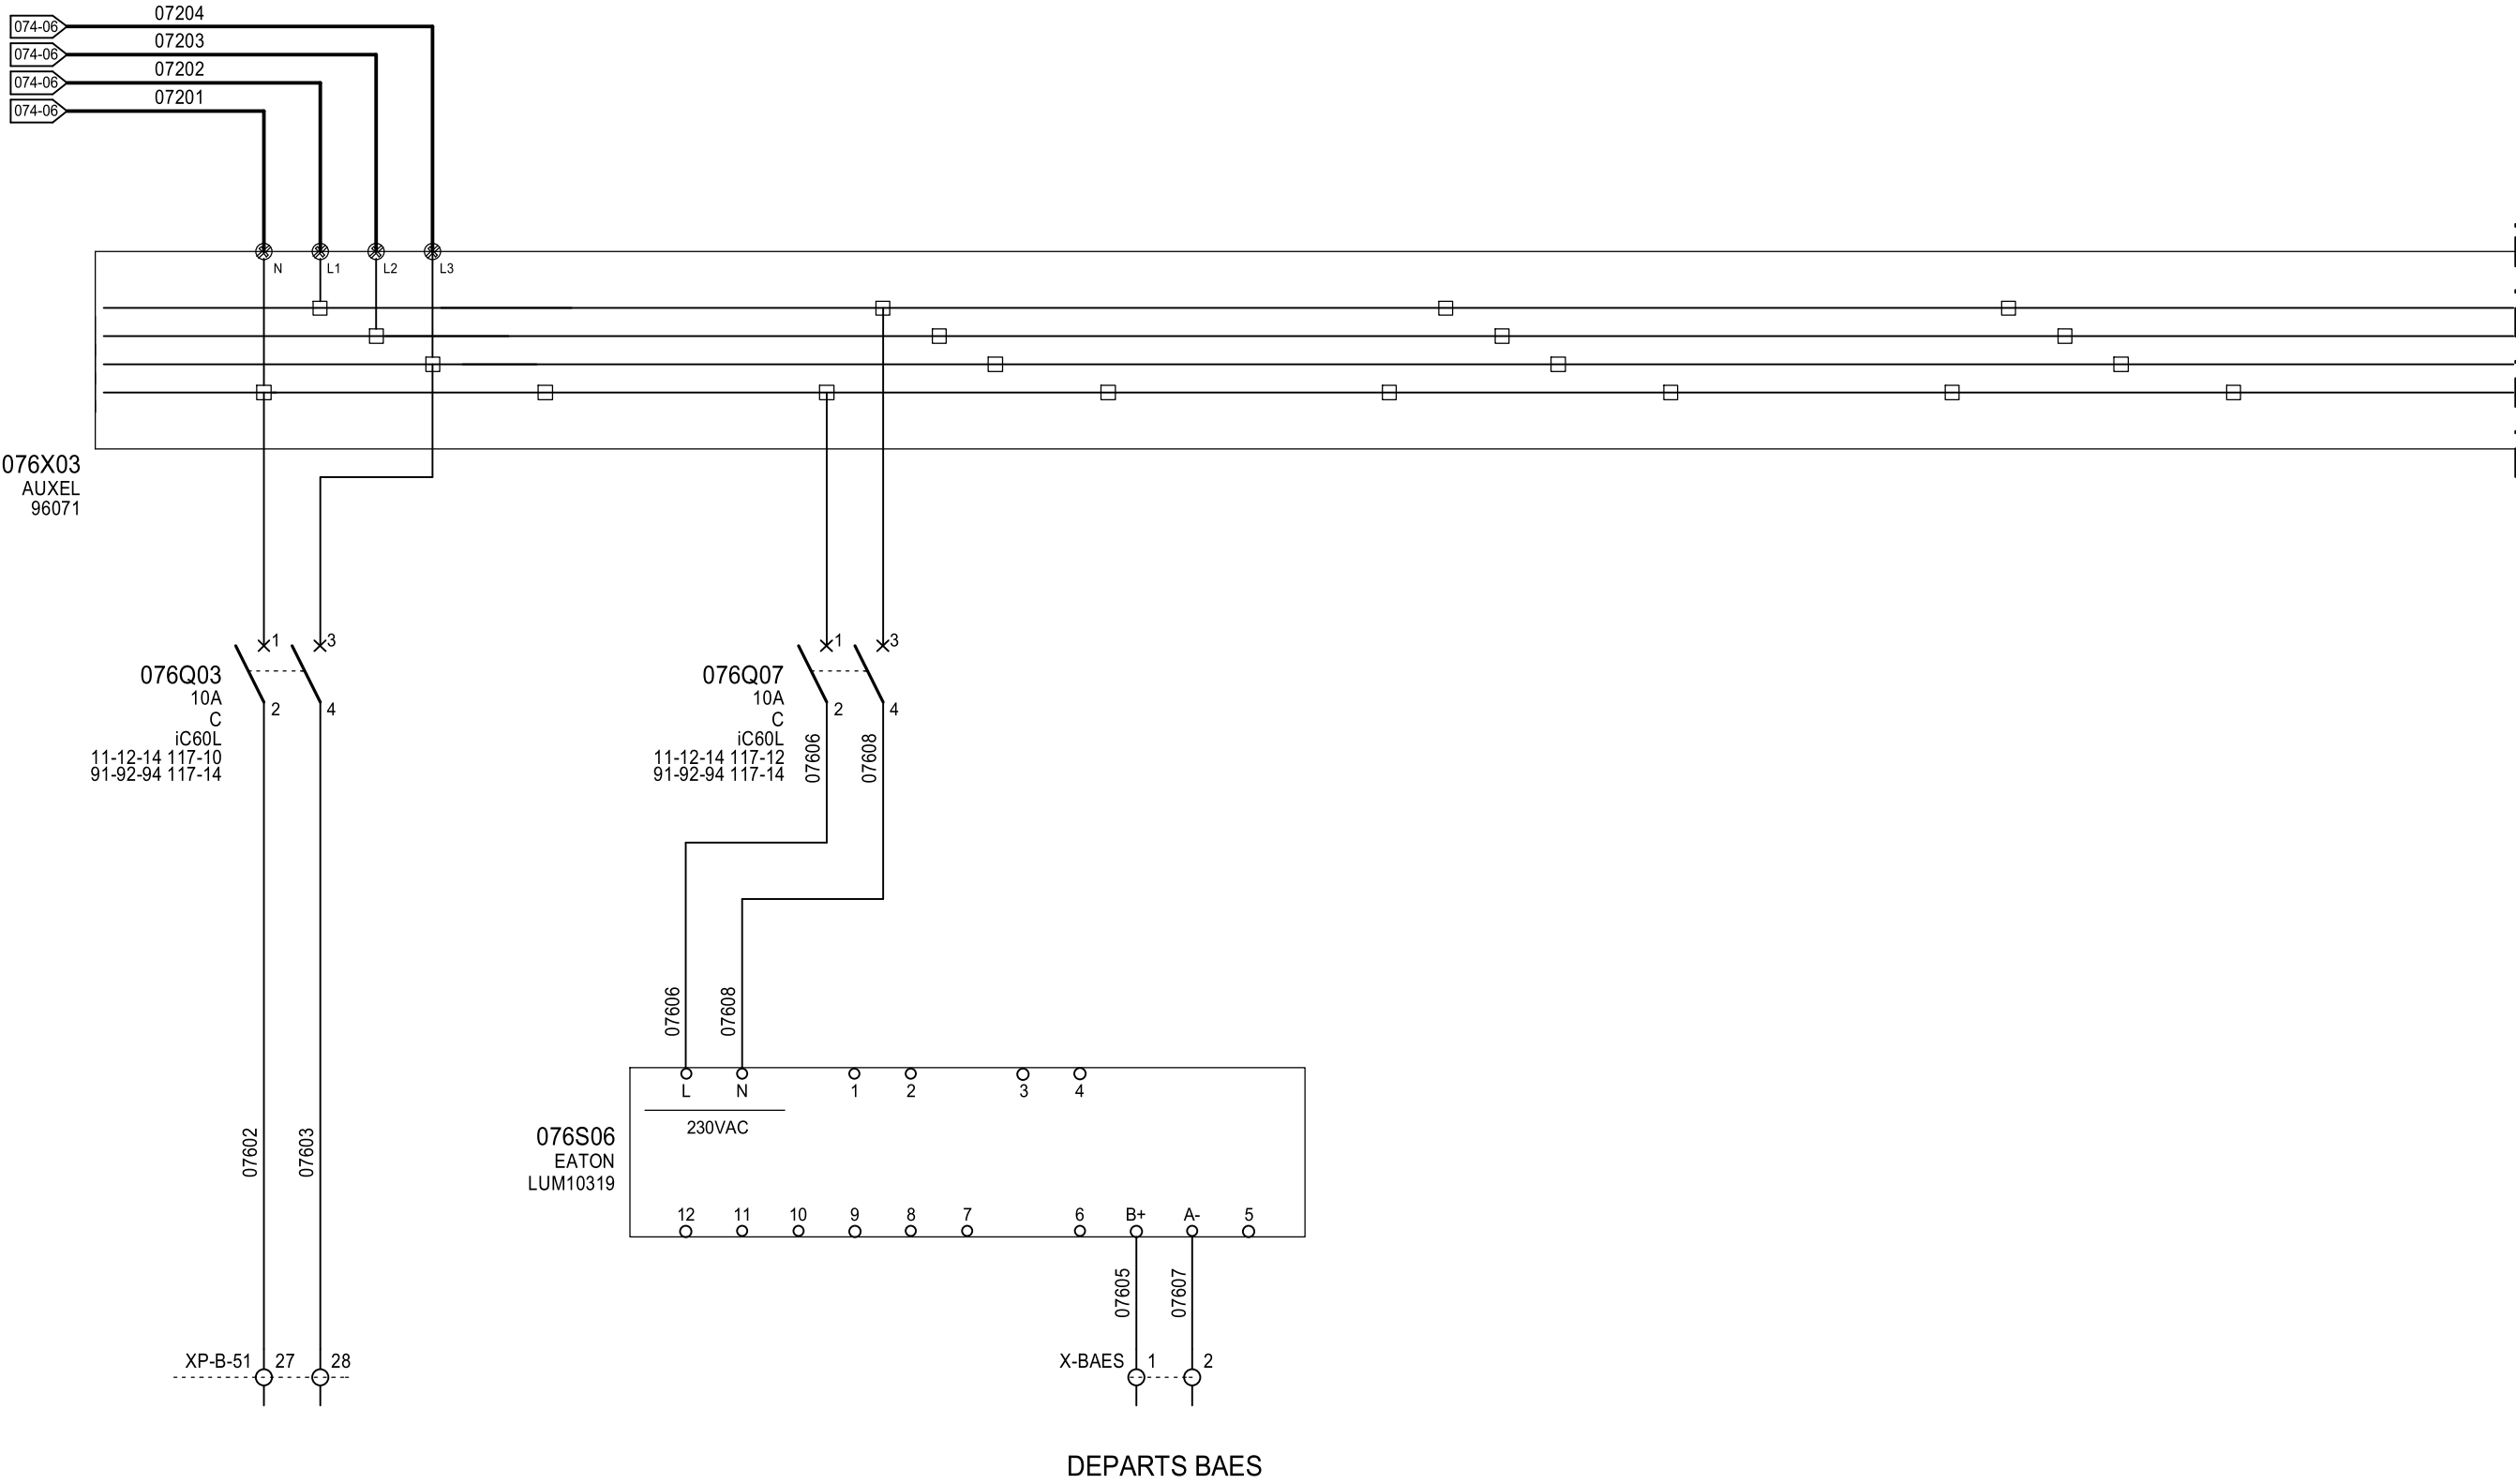 07204
074-06
07203
074-06
07202
074-06
07201
074-06
N L1 L2 L3
076X03
AUXEL
96071
1 3
076Q03
10A
C
iC60L
11-12-14 117-10
91-92-94 117-14
2 4
1 3
076Q07
10A
C
iC60L
11-12-14 117-12
91-92-94 117-14
2 4
07606 07608
07606 07608
L N 1 2 3 4
230VAC
076S06
EATON
LUM10319
12 11 10 9 8 7 6 B+ A- 5
07602 07603
07605 07607
XP-B-51 27 28
X-BAES 1 2
DEPARTS BAES